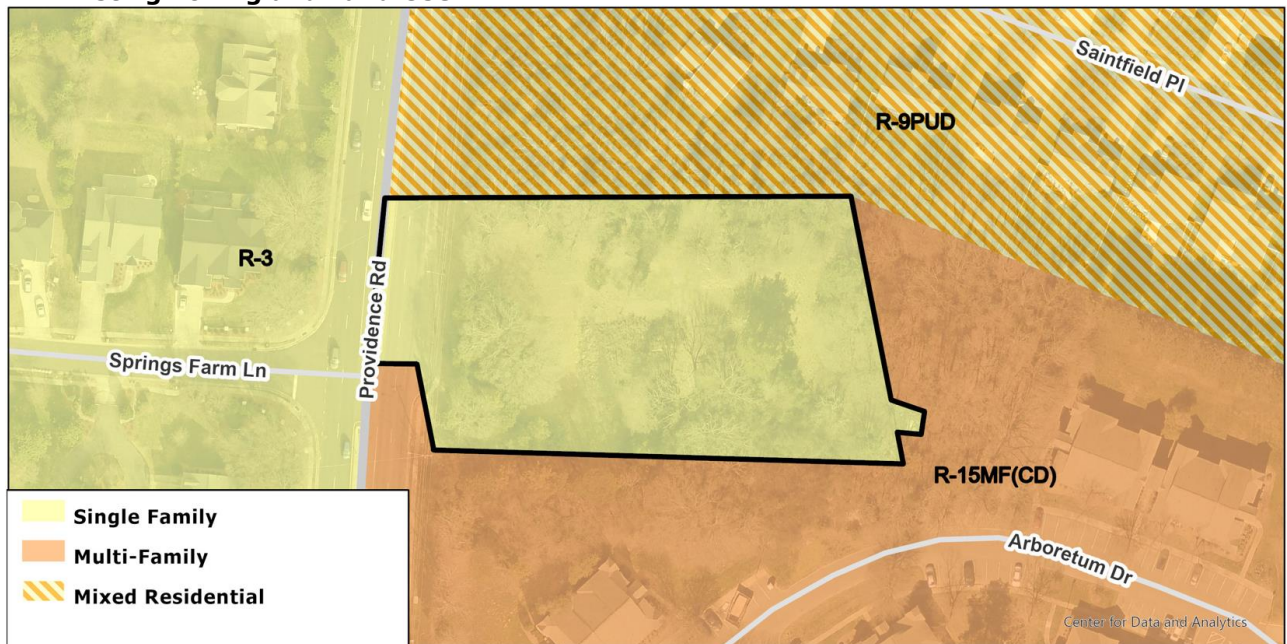 Saintfield Pl
R-9PUD
R-3
Providence Rd
Springs Farm Ln
R-15MF(CD)
Arboretum Dr
Single Family
Multi-Family
Mixed Residential
Center for Data and Analytics